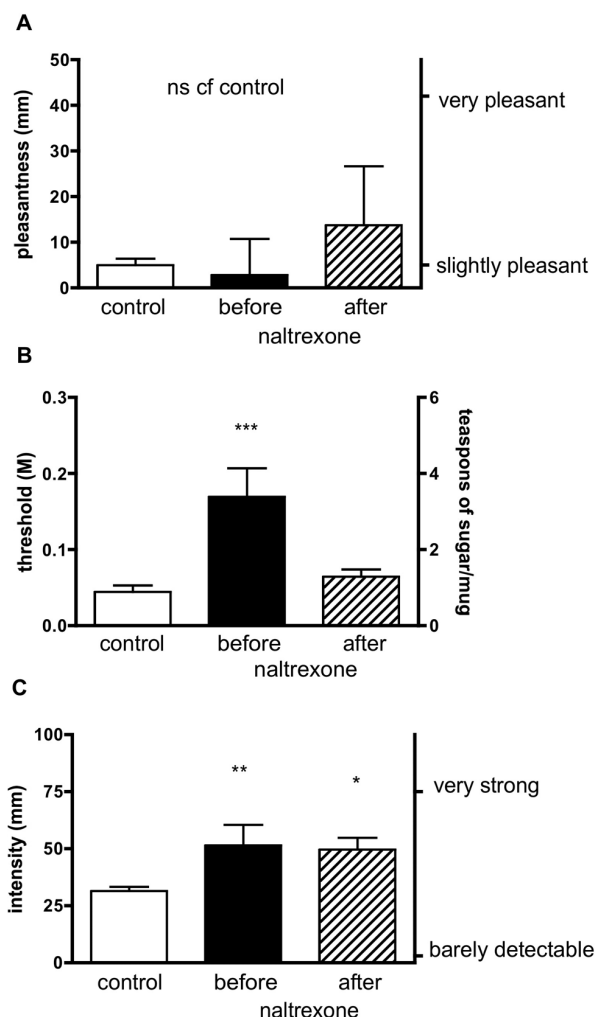 A
pleasantness (mm)
50
40
30
20
10
0
ns cf control
very pleasant
slightly pleasant
control before after
naltrexone
B
threshold (M)
0.3
0.2
0.1
0.0
***
6
4
2
0
teaspons of sugar/mug
control before after
naltrexone
C
intensity (mm)
100
75
50
25
0
**
*
very strong
barely detectable
control before after
naltrexone